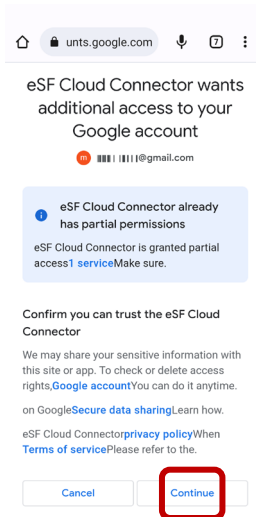 unts.google.com
7
eSF Cloud Connector wants
additional access to your
Google account
m
@gmail.com
eSF Cloud Connector already
has partial permissions
eSF Cloud Connector is granted partial
access1 serviceMake sure.
Confirm you can trust the eSF Cloud
Connector
We may share your sensitive information with
this site or app. To check or delete access
rights,Google accountYou can do it anytime.
on GoogleSecure data sharingLearn how.
eSF Cloud Connectorprivacy policyWhen
Terms of servicePlease refer to the.
Cancel
Continue